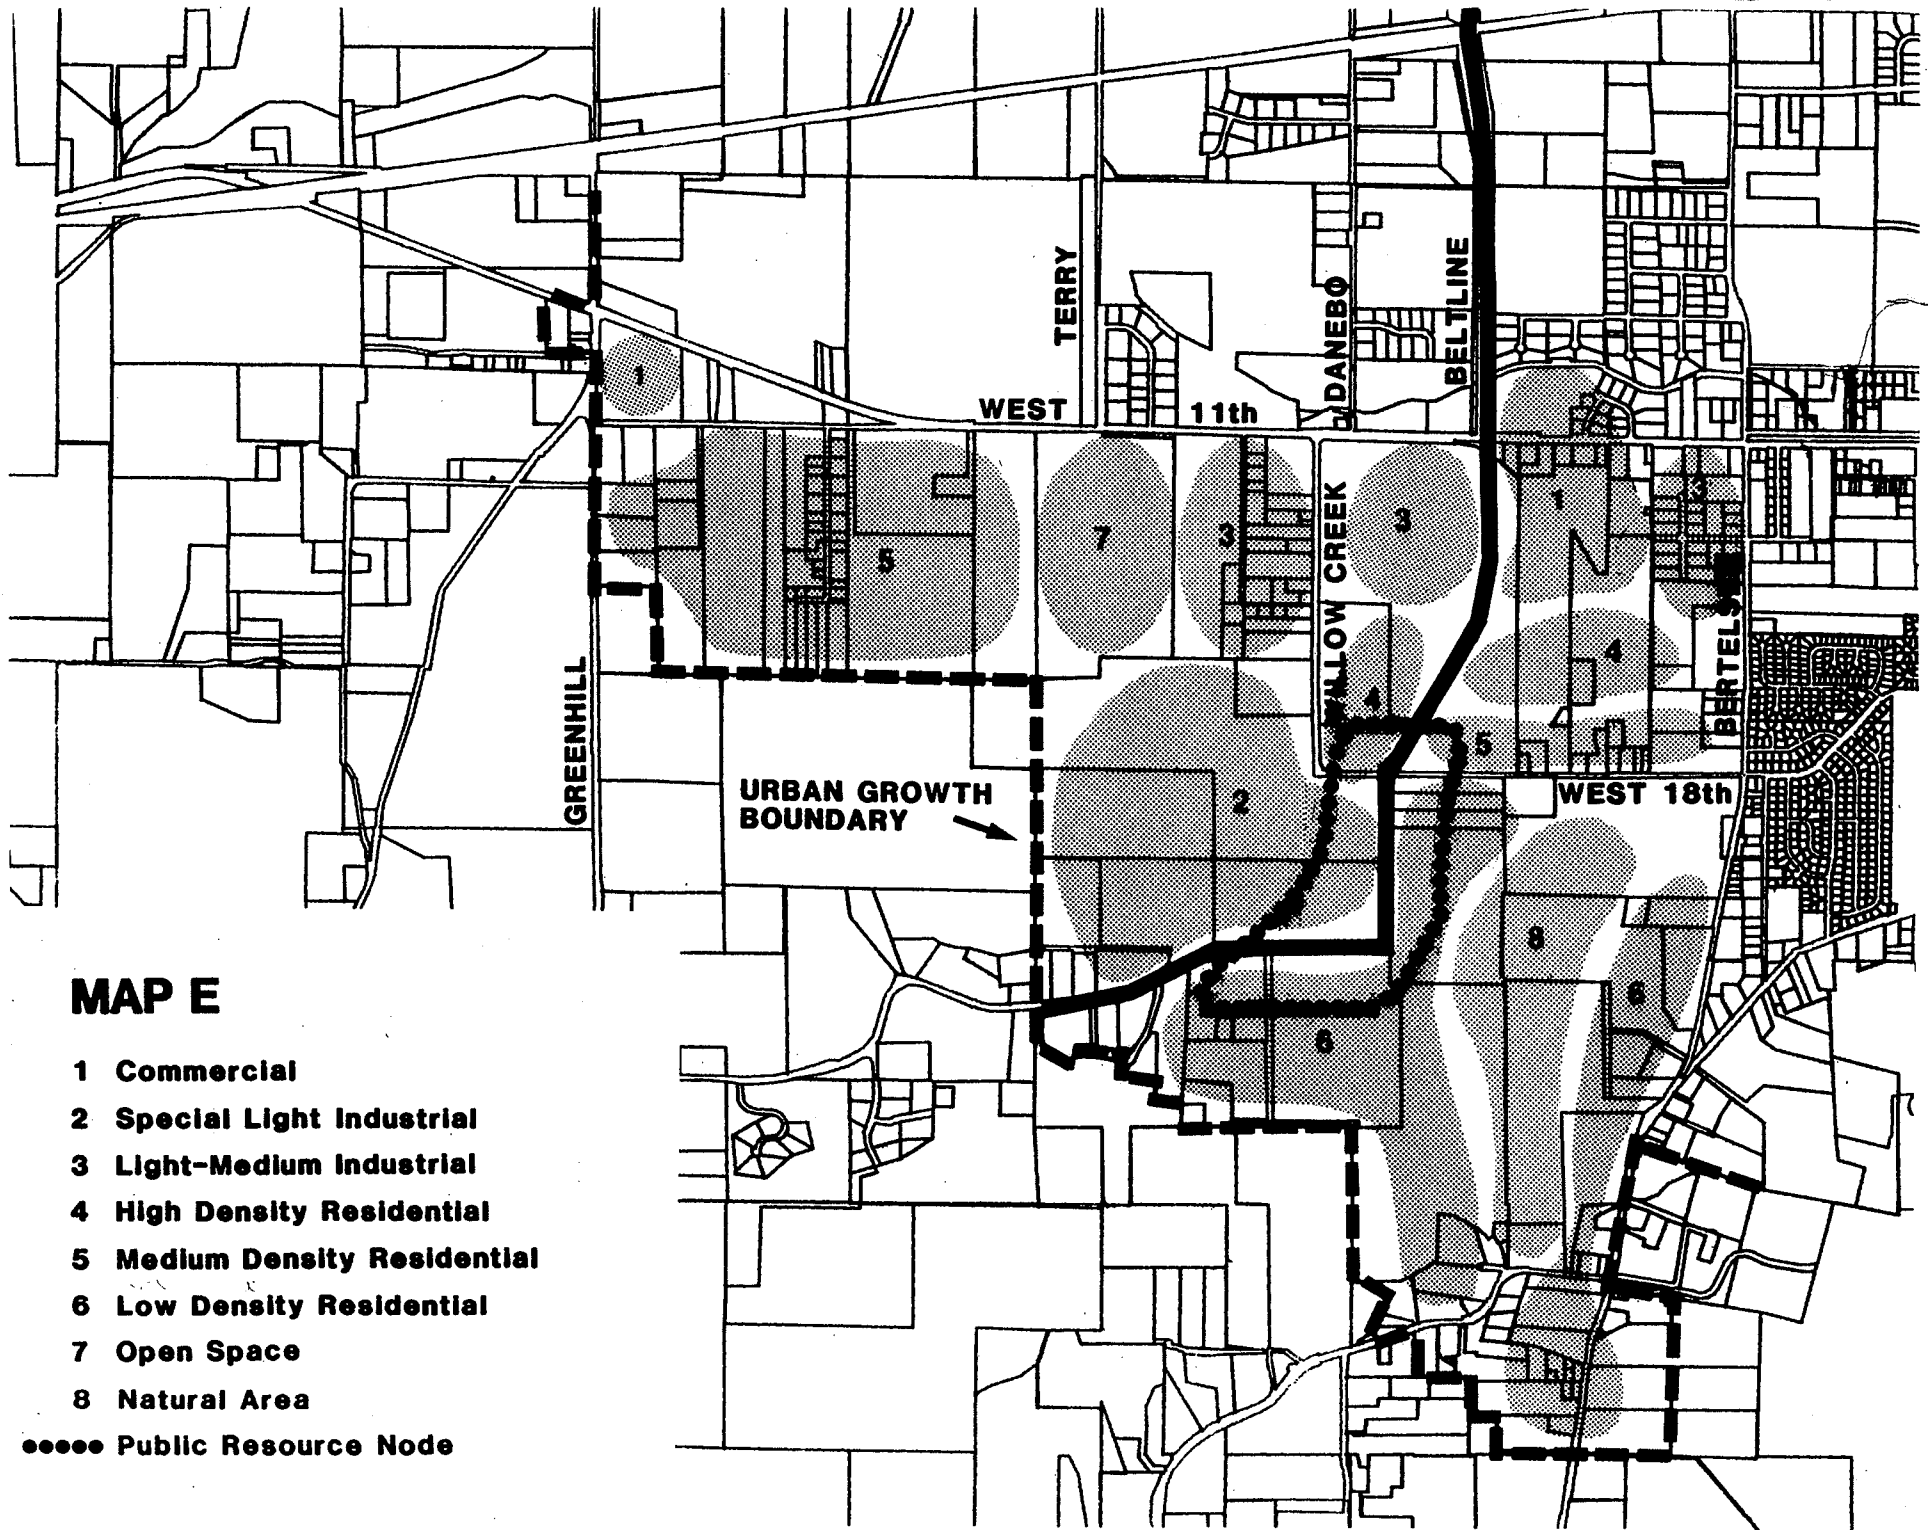 TERRY
DANEBO
BELTLINE
1
WEST 11th
5
7
3
3
1
3
WILLOW CREEK
4
4
5
BERTELSEN
GREENHILL
URBAN GROWTH
BOUNDARY
2
WEST 18th
8
6
6
MAP E
1 Commercial
2 Special Light Industrial
3 Light-Medium Industrial
4 High Density Residential
5 Medium Density Residential
6 Low Density Residential
7 Open Space
8 Natural Area
Public Resource Node